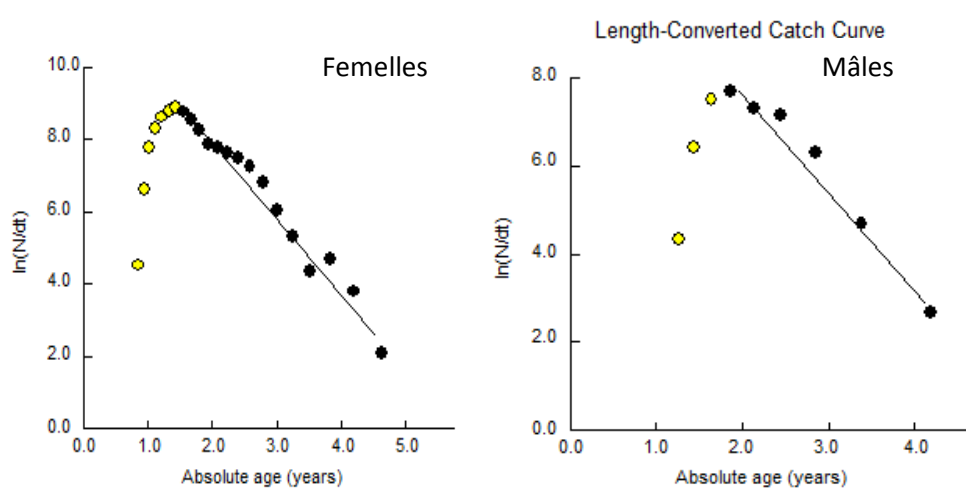 Length-Converted Catch Curve
Femelles
10.0
8.0
6.0
4.0
2.0
0.0
ln(N/dt)
0.0 1.0 2.0 3.0 4.0 5.0
Absolute age (years)
Mâles
8.0
6.0
4.0
2.0
0.0
ln(N/dt)
0.0 1.0 2.0 3.0 4.0
Absolute age (years)